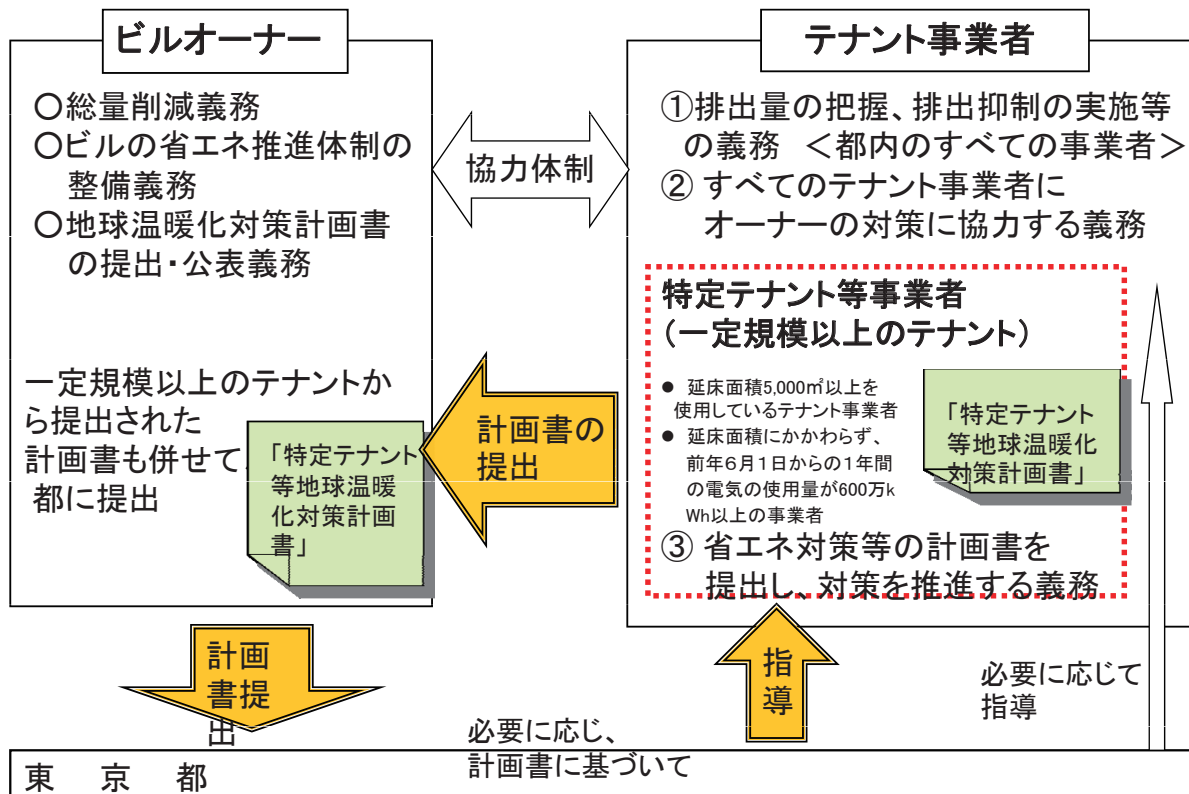 ビルオーナー
○総量削減義務
○ビルの省エネ推進体制の
整備義務
○地球温暖化対策計画書
の提出・公表義務
一定規模以上のテナントか
ら提出された
計画書も併せて
都に提出
「特定テナント
等地球温暖
化対策計画
書」
協力体制
計画書の
提出
テナント事業者
①排出量の把握、排出抑制の実施等
の義務 <都内のすべての事業者>
② すべてのテナント事業者に
オーナーの対策に協力する義務
特定テナント等事業者
(一定規模以上のテナント)
● 延床面積5,000㎡以上を
使用しているテナント事業者
● 延床面積にかかわらず、
前年6月1日からの1年間
の電気の使用量が600万k
Wh以上の事業者
「特定テナント
等地球温暖化
対策計画書」
③ 省エネ対策等の計画書を
提出し、対策を推進する義務
計画
書提
出
必要に応じ、
計画書に基づいて
指
導
必要に応じて
指導
東 京 都